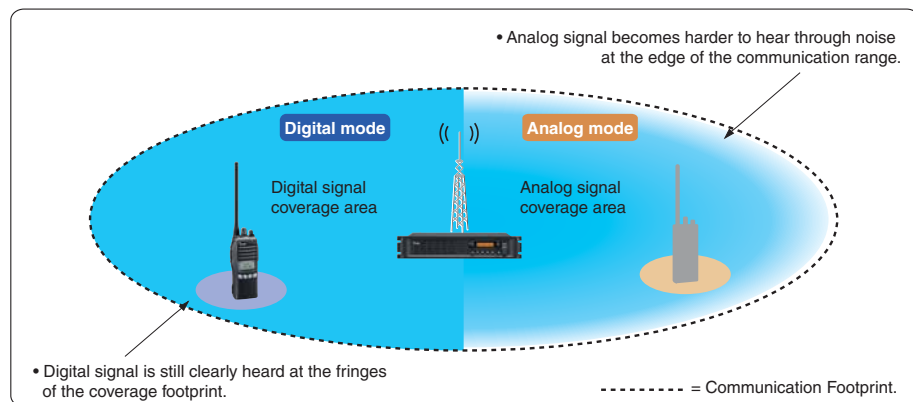 • Analog signal becomes harder to hear through noise
at the edge of the communication range.
Digital mode
Analog mode
Digital signal
coverage area
Analog signal
coverage area
• Digital signal is still clearly heard at the fringes
of the coverage footprint.
= Communication Footprint.